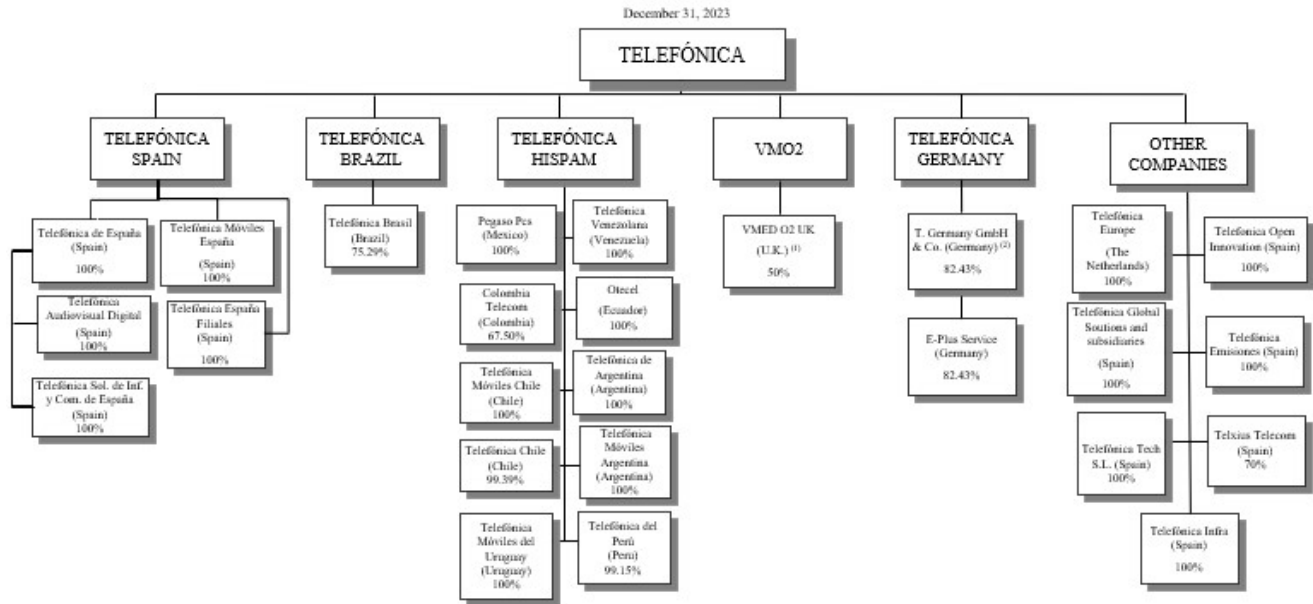 December 31, 2023
TELEFÓNICA
TELEFÓNICA
SPAIN
TELEFÓNICA
BRAZIL
TELEFÓNICA
HISPAM
VMO2
TELEFÓNICA
GERMANY
OTHER
COMPANIES
Telefónica de España
(Spain)
100%
Telefónica Móviles
España
(Spain)
100%
Telefónica
Audiovisual Digital
(Spain)
100%
Telefónica España
Filiales
(Spain)
100%
Telefónica Sol. de Inf.
y Com. de España
(Spain)
100%
Telefónica Brasil
(Brazil)
75.29%
Pegaso Pcs
(Mexico)
100%
Telefónica
Venezolana
(Venezuela)
100%
Colombia
Telecom
(Colombia)
67.50%
Otecel
(Ecuador)
100%
Telefónica
Móviles Chile
(Chile)
100%
Telefónica de
Argentina
(Argentina)
100%
Telefónica Chile
(Chile)
99.39%
Telefónica
Móviles
Argentina
(Argentina)
100%
Telefónica
Móviles del
Uruguay
(Uruguay)
100%
Telefónica del
Perú
(Perú)
99.15%
VMED O2 UK
(U.K.) (1)
50%
T. Germany GmbH
& Co. (Germany) (2)
82.43%
E-Plus Service
(Germany)
82.43%
Telefónica
Europe
(The
Netherlands)
100%
Telefónica Open
Innovation (Spain)
100%
Telefónica Global
Soutions and
subsidiaries
(Spain)
100%
Telefónica
Emisiones (Spain)
100%
Telefónica Tech
S.L. (Spain)
100%
Telxius Telecom
(Spain)
70%
Telefónica Infra
(Spain)
100%